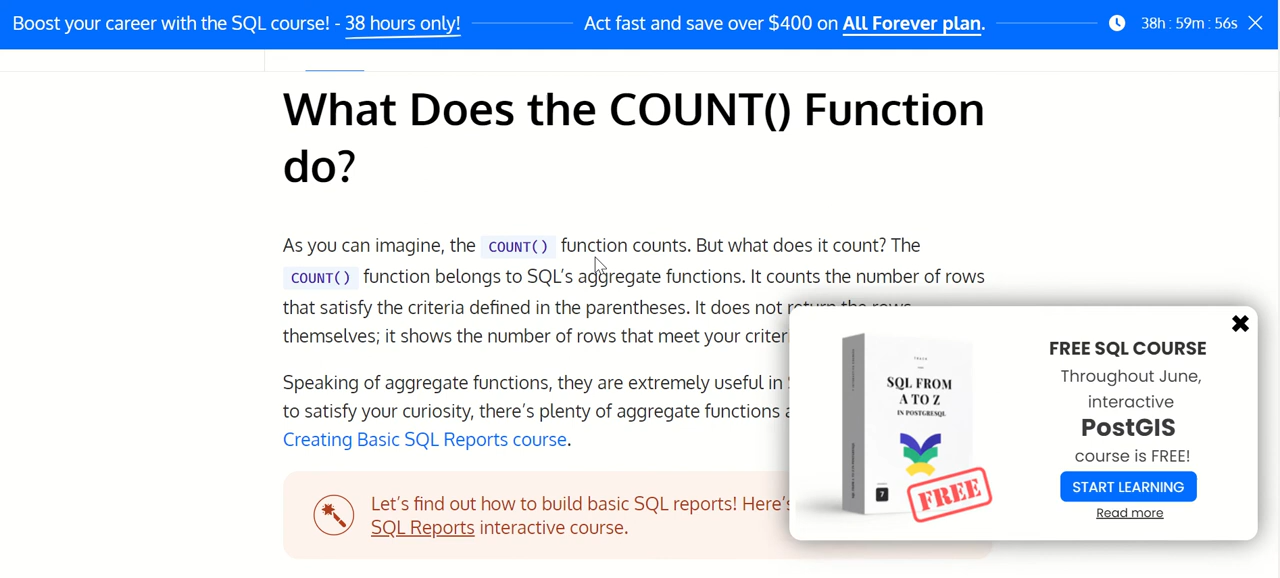 Boost your career with the SQL course! - 38 hours only!
Act fast and save over $400 on All Forever plan.
38h : 59m : 56s
What Does the COUNT() Function
do?
As you can imagine, the COUNT() function counts. But what does it count? The
COUNT() function belongs to SQL's aggregate functions. It counts the number of rows
that satisfy the criteria defined in the parentheses. It does not return the rows
themselves; it shows the number of rows that meet your criter
Speaking of aggregate functions, they are extremely useful in
to satisfy your curiosity, there's plenty of aggregate functions
Creating Basic SQL Reports course.
Let's find out how to build basic SQL reports! Here's
SQL Reports interactive course.
SQL FROM
A TO Z
IN POSTGRESQL
7
FREE
FREE SQL COURSE
Throughout June,
interactive
PostGIS
course is FREE!
START LEARNING
Read more